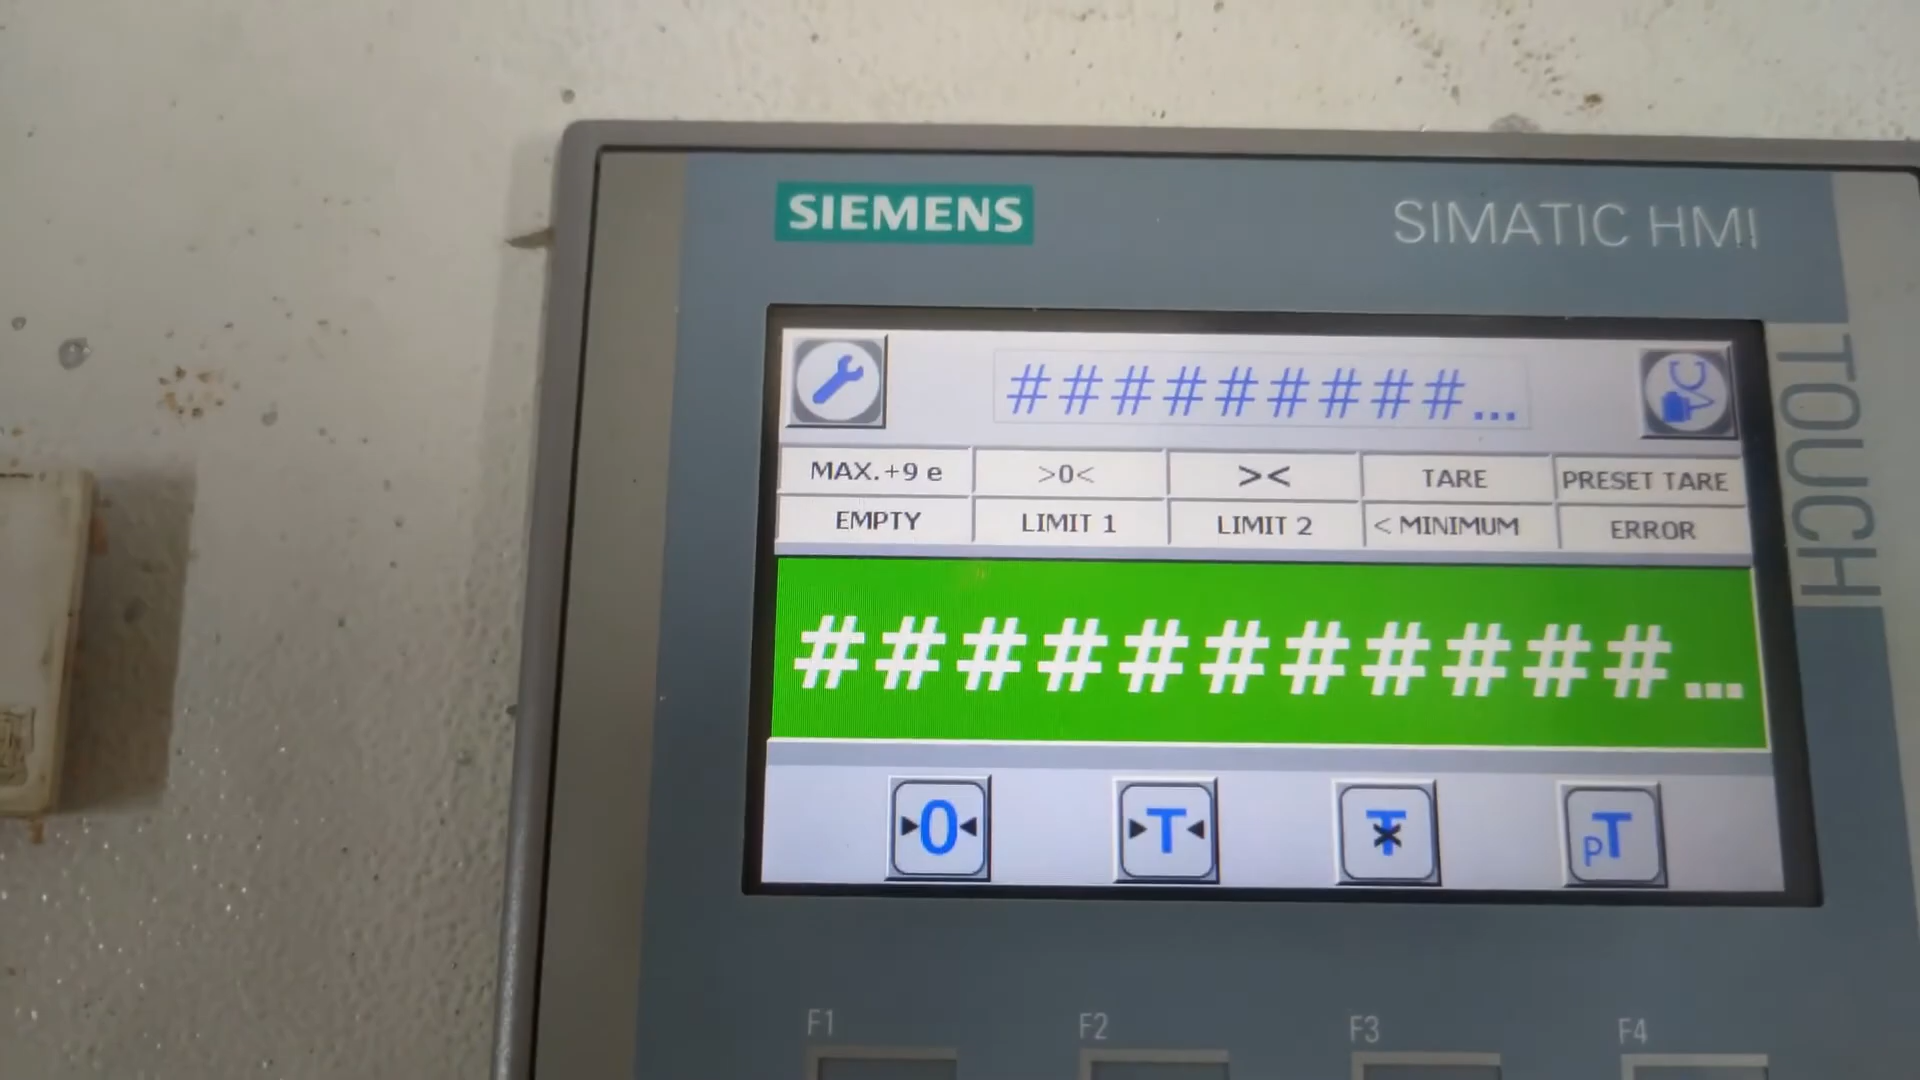 SIEMENS
SIMATIC HMI
TOUCH
#########...
MAX.+9 e
>0<
><
TARE
PRESET TARE
EMPTY
LIMIT 1
LIMIT 2
< MINIMUM
ERROR
###########...
0
T
T
pT
F1
F2
F3
F4